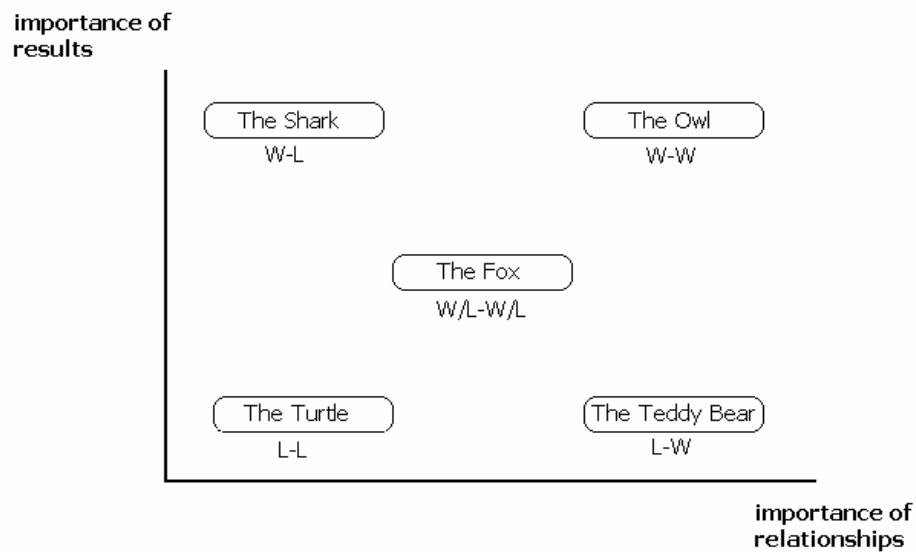 importance of
results
The Shark
W-L
The Owl
W-W
The Fox
W/L-W/L
The Turtle
L-L
The Teddy Bear
L-W
importance of
relationships